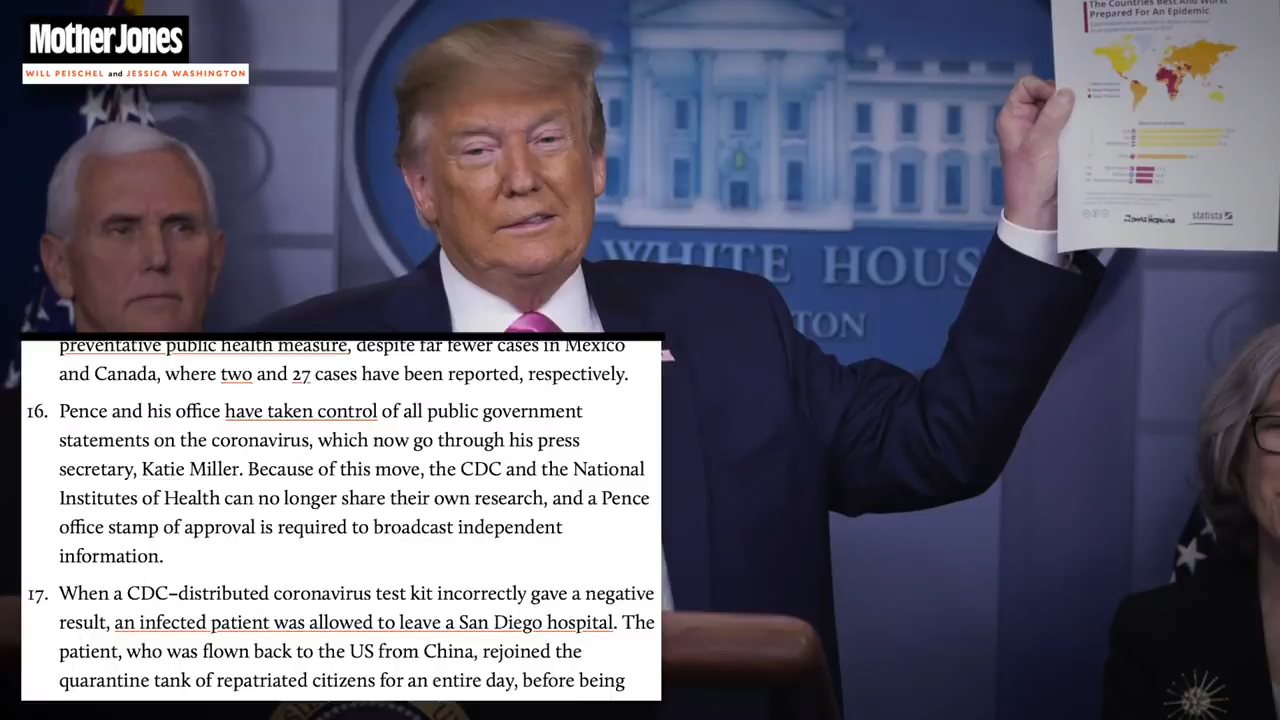 MotherJones
WILL PEISCHEL and JESSICA WASHINGTON
The Countries Best And Worst
Prepared For An Epidemic
statista
WHITE HOUS
TON
preventative public health measure, despite far fewer cases in Mexico
and Canada, where two and 27 cases have been reported, respectively.
16. Pence and his office have taken control of all public government
statements on the coronavirus, which now go through his press
secretary, Katie Miller. Because of this move, the CDC and the National
Institutes of Health can no longer share their own research, and a Pence
office stamp of approval is required to broadcast independent
information.
17. When a CDC–distributed coronavirus test kit incorrectly gave a negative
result, an infected patient was allowed to leave a San Diego hospital. The
patient, who was flown back to the US from China, rejoined the
quarantine tank of repatriated citizens for an entire day, before being